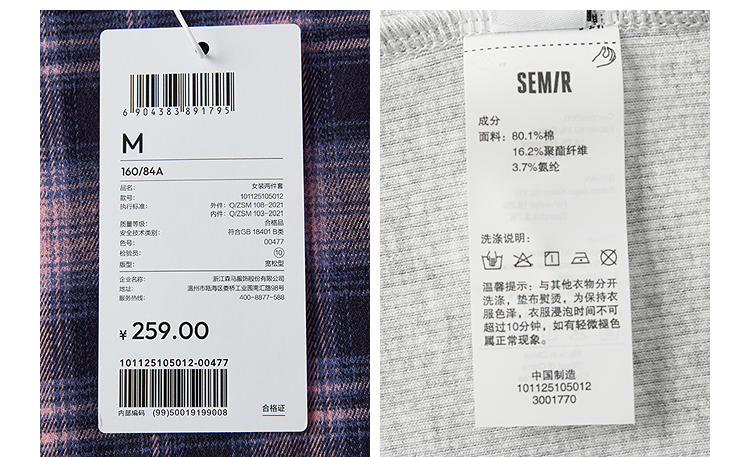 6 904383 891795
M
160/84A
品名: 女装两件套
款号: 101125105012
执行标准: 外件: Q/ZSM 108-2021
内件: Q/ZSM 103-2021
质量等级: 合格品
安全技术类别: 符合GB 18401 B类
色号: 00477
检验员: 10
版型: 宽松型
企业名称: 浙江森马服饰股份有限公司
地址: 温州市瓯海区娄桥工业园南汇路98号
服务热线: 400-8877-588
¥ 259.00
101125105012-00477
内部编码 (99)50019199008
合格证
SEMIR
成分
面料: 80.1%棉
16.2%聚酯纤维
3.7%氨纶
洗涤说明:
温馨提示: 与其他衣物分开
洗涤, 垫布熨烫, 为保持衣
服色泽, 衣服浸泡时间不可
超过10分钟, 如有轻微褪色
属正常现象。
中国制造
101125105012
3001770